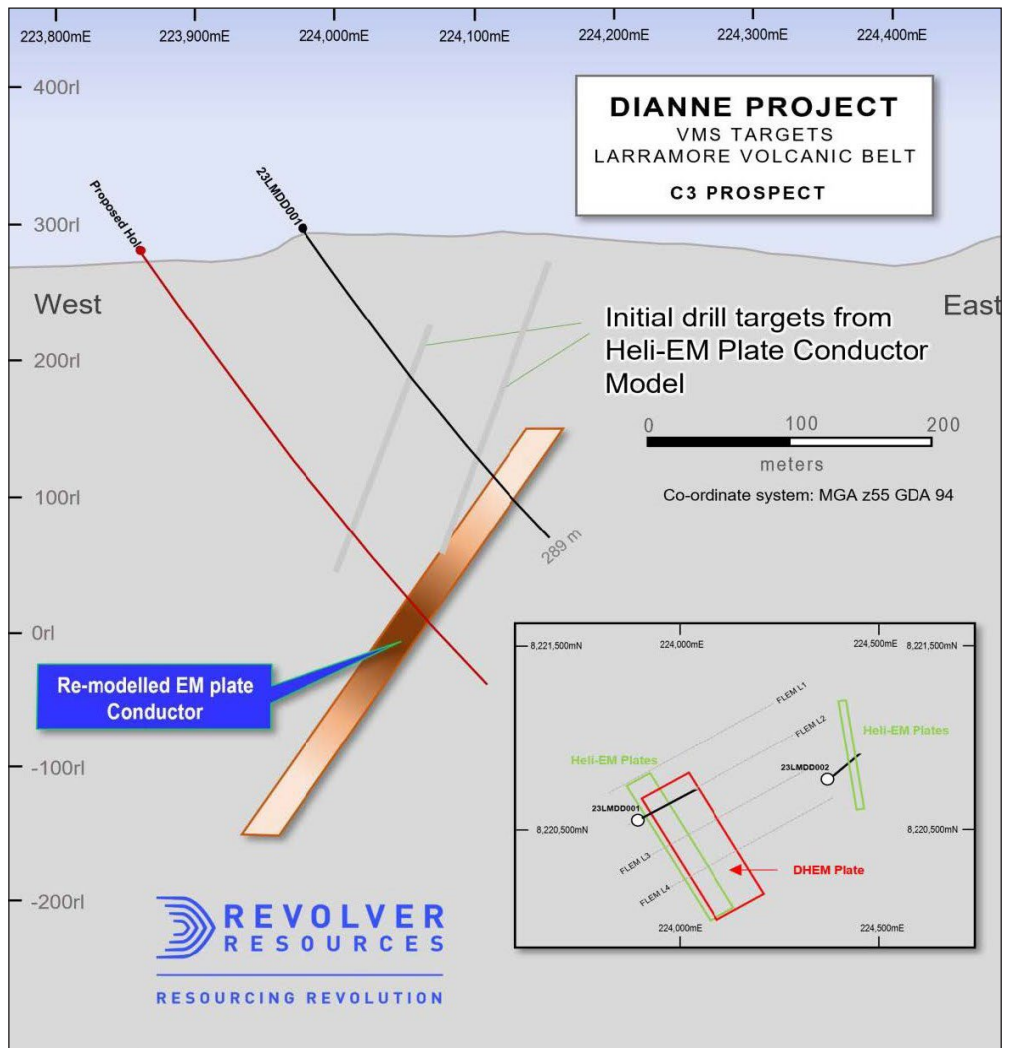 223,800mE 223,900mE 224,000mE 224,100mE 224,200mE 224,300mE 224,400mE
400rl
DIANNE PROJECT
VMS TARGETS
LARRAMORE VOLCANIC BELT
C3 PROSPECT
Proposed Hol
23LMDD001
300rl
West
East
Initial drill targets from
Heli-EM Plate Conductor
Model
200rl
0 100 200
meters
Co-ordinate system: MGA z55 GDA 94
100rl
289 m
0rl
Re-modelled EM plate
Conductor
-100rl
-200rl
224,000mE 224,500mE
8,221,500mN 8,221,500mN
FLEM L1
FLEM L2
Heli-EM Plates
Heli-EM Plates
23LMDD002
23LMDD001
8,220,500mN 8,220,500mN
FLEM L3
DHEM Plate
FLEM L4
224,000mE 224,500mE
REVOLVER
RESOURCES
RESOURCING REVOLUTION